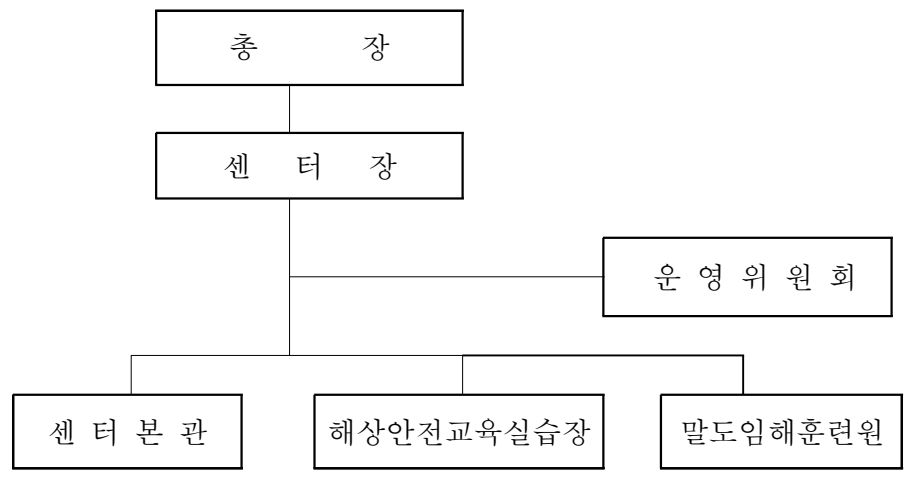 총 장
센 터 장
운 영 위 원 회
센 터 본 관
해상안전교육실습장
말도임해훈련원